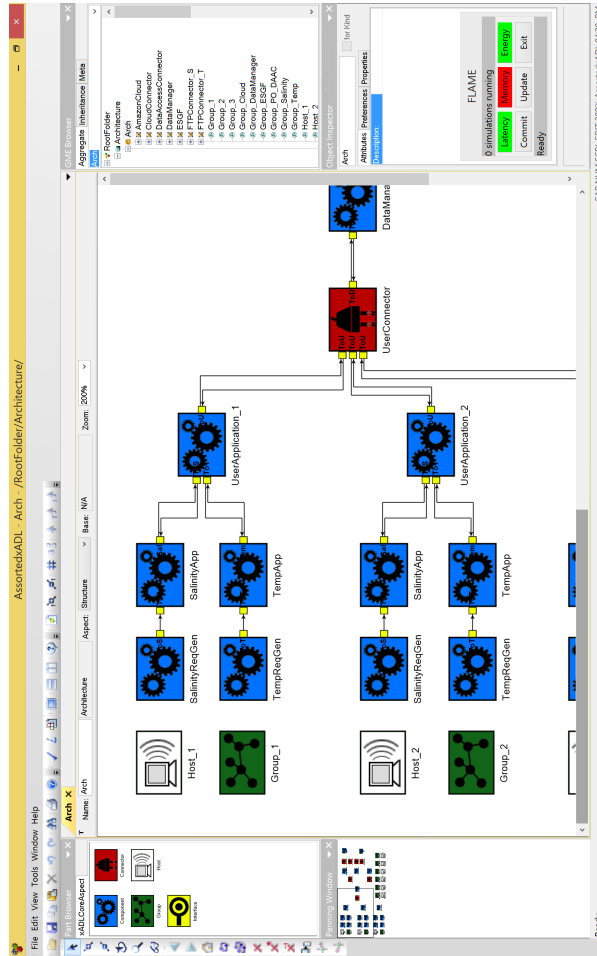 AssortedxADL - Arch - /RootFolder/Architecture/
File Edit View Tools Window Help
Part Browser
xADLCoreAspect
Component
Connector
Group
Host
Interface
Panning Window
Arch
Name: Arch
Architecture
Aspect: Structure
Base: N/A
Zoom: 200%
Host_1
SalinityReqGen
SalinityApp
UserApplication_1
Group_1
TempReqGen
TempApp
UserConnector
DataMana
Host_2
SalinityReqGen
SalinityApp
UserApplication_2
Group_2
TempReqGen
TempApp
GME Browser
Aggregate Inheritance Meta
Arch
RootFolder
Architecture
Arch
AmazonCloud
CloudConnector
DataAccessConnector
DataManager
ESGF
FTPConnector_S
FTPConnector_T
Group_1
Group_2
Group_3
Group_Cloud
Group_DataManager
Group_ESGF
Group_PO_DAAC
Group_Salinity
Group_Temp
Host_1
Host_2
Object Inspector
Arch
for Kind
Attributes Preferences Properties
Description
FLAME
0 simulations running
Latency Memory Energy
Commit Update Exit
Ready